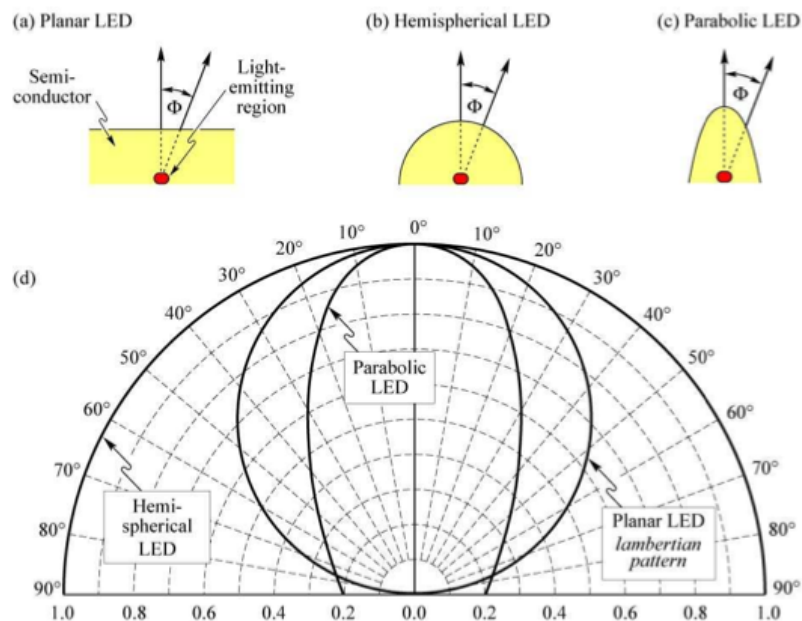 (a) Planar LED
(b) Hemispherical LED
(c) Parabolic LED
Semi-
conductor
Light-
emitting
region
Φ
Φ
Φ
(d)
0°
10°
10°
20°
20°
30°
30°
40°
40°
50°
50°
60°
60°
70°
70°
80°
80°
90°
90°
Parabolic
LED
Hemi-
spherical
LED
Planar LED
lambertian
pattern
1.0
0.8
0.6
0.4
0.2
0.0
0.2
0.4
0.6
0.8
1.0